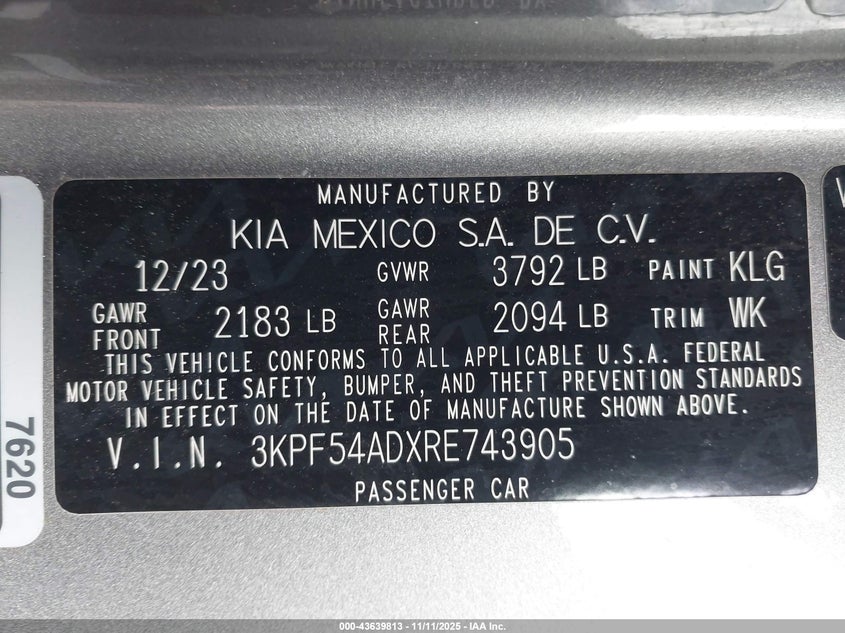 MANUFACTURED BY
KIA MEXICO S.A. DE C.V.
12/23 GVWR 3792 LB PAINT KLG
GAWR FRONT 2183 LB GAWR REAR 2094 LB TRIM WK
THIS VEHICLE CONFORMS TO ALL APPLICABLE U.S.A. FEDERAL
MOTOR VEHICLE SAFETY, BUMPER, AND THEFT PREVENTION STANDARDS
IN EFFECT ON THE DATE OF MANUFACTURE SHOWN ABOVE.
V.I.N. 3KPF54ADXRE743905
PASSENGER CAR
7620
000-43639813 - 11/11/2025 - IAA Inc.